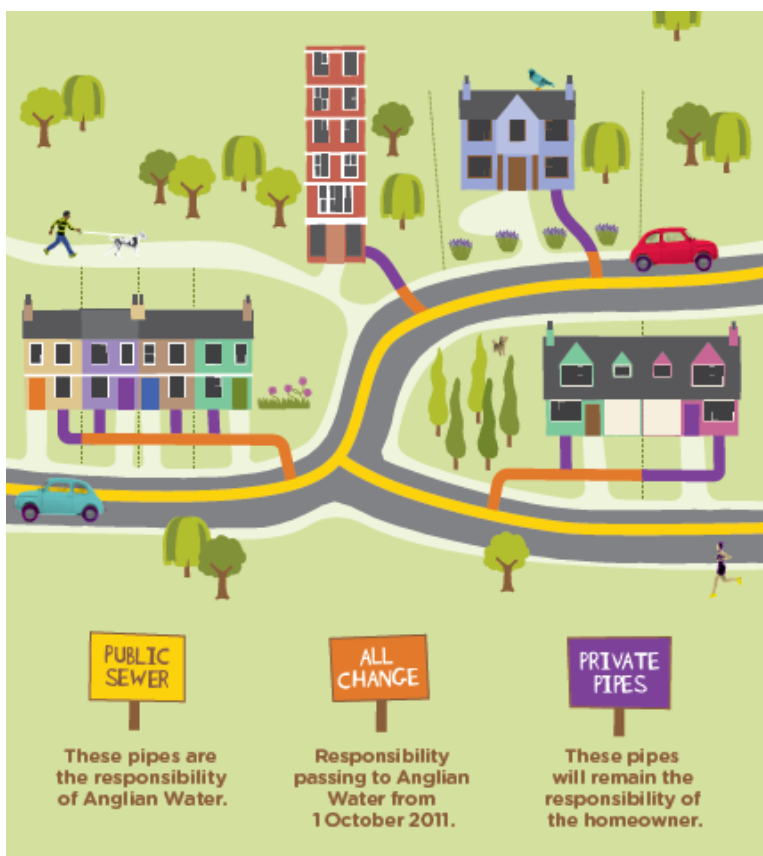 PUBLIC
SEWER
These pipes are
the responsibility
of Anglian Water.
ALL
CHANGE
Responsibility
passing to Anglian
Water from
1 October 2011.
PRIVATE
PIPES
These pipes
will remain the
responsibility of
the homeowner.